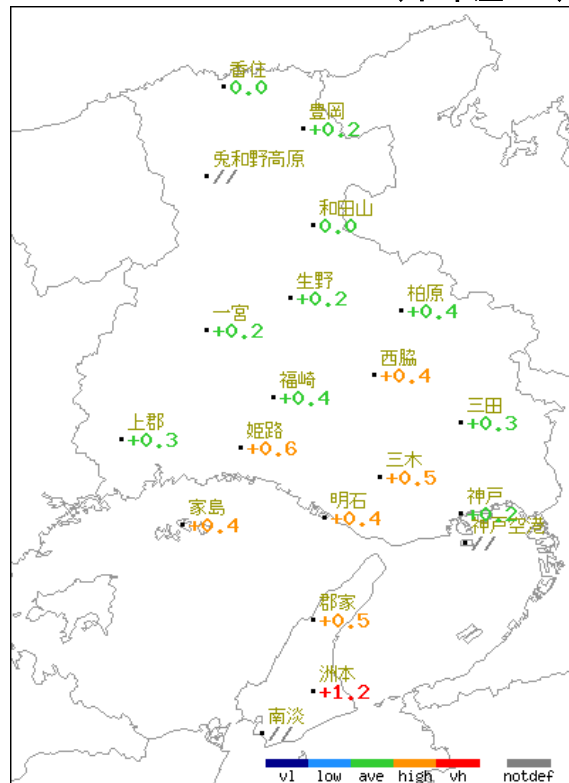 香住
0.0
豊岡
+0.2
兎和野高原
//
和田山
0.0
生野
+0.2
柏原
+0.4
一宮
+0.2
西脇
+0.4
福崎
+0.4
三田
+0.3
上郡
+0.3
姫路
+0.6
三木
+0.5
家島
+0.4
明石
+0.4
神戸
+0.2
神戸空港
//
郡家
+0.5
洲本
+1.2
南淡
//
vl low ave high vh notdef